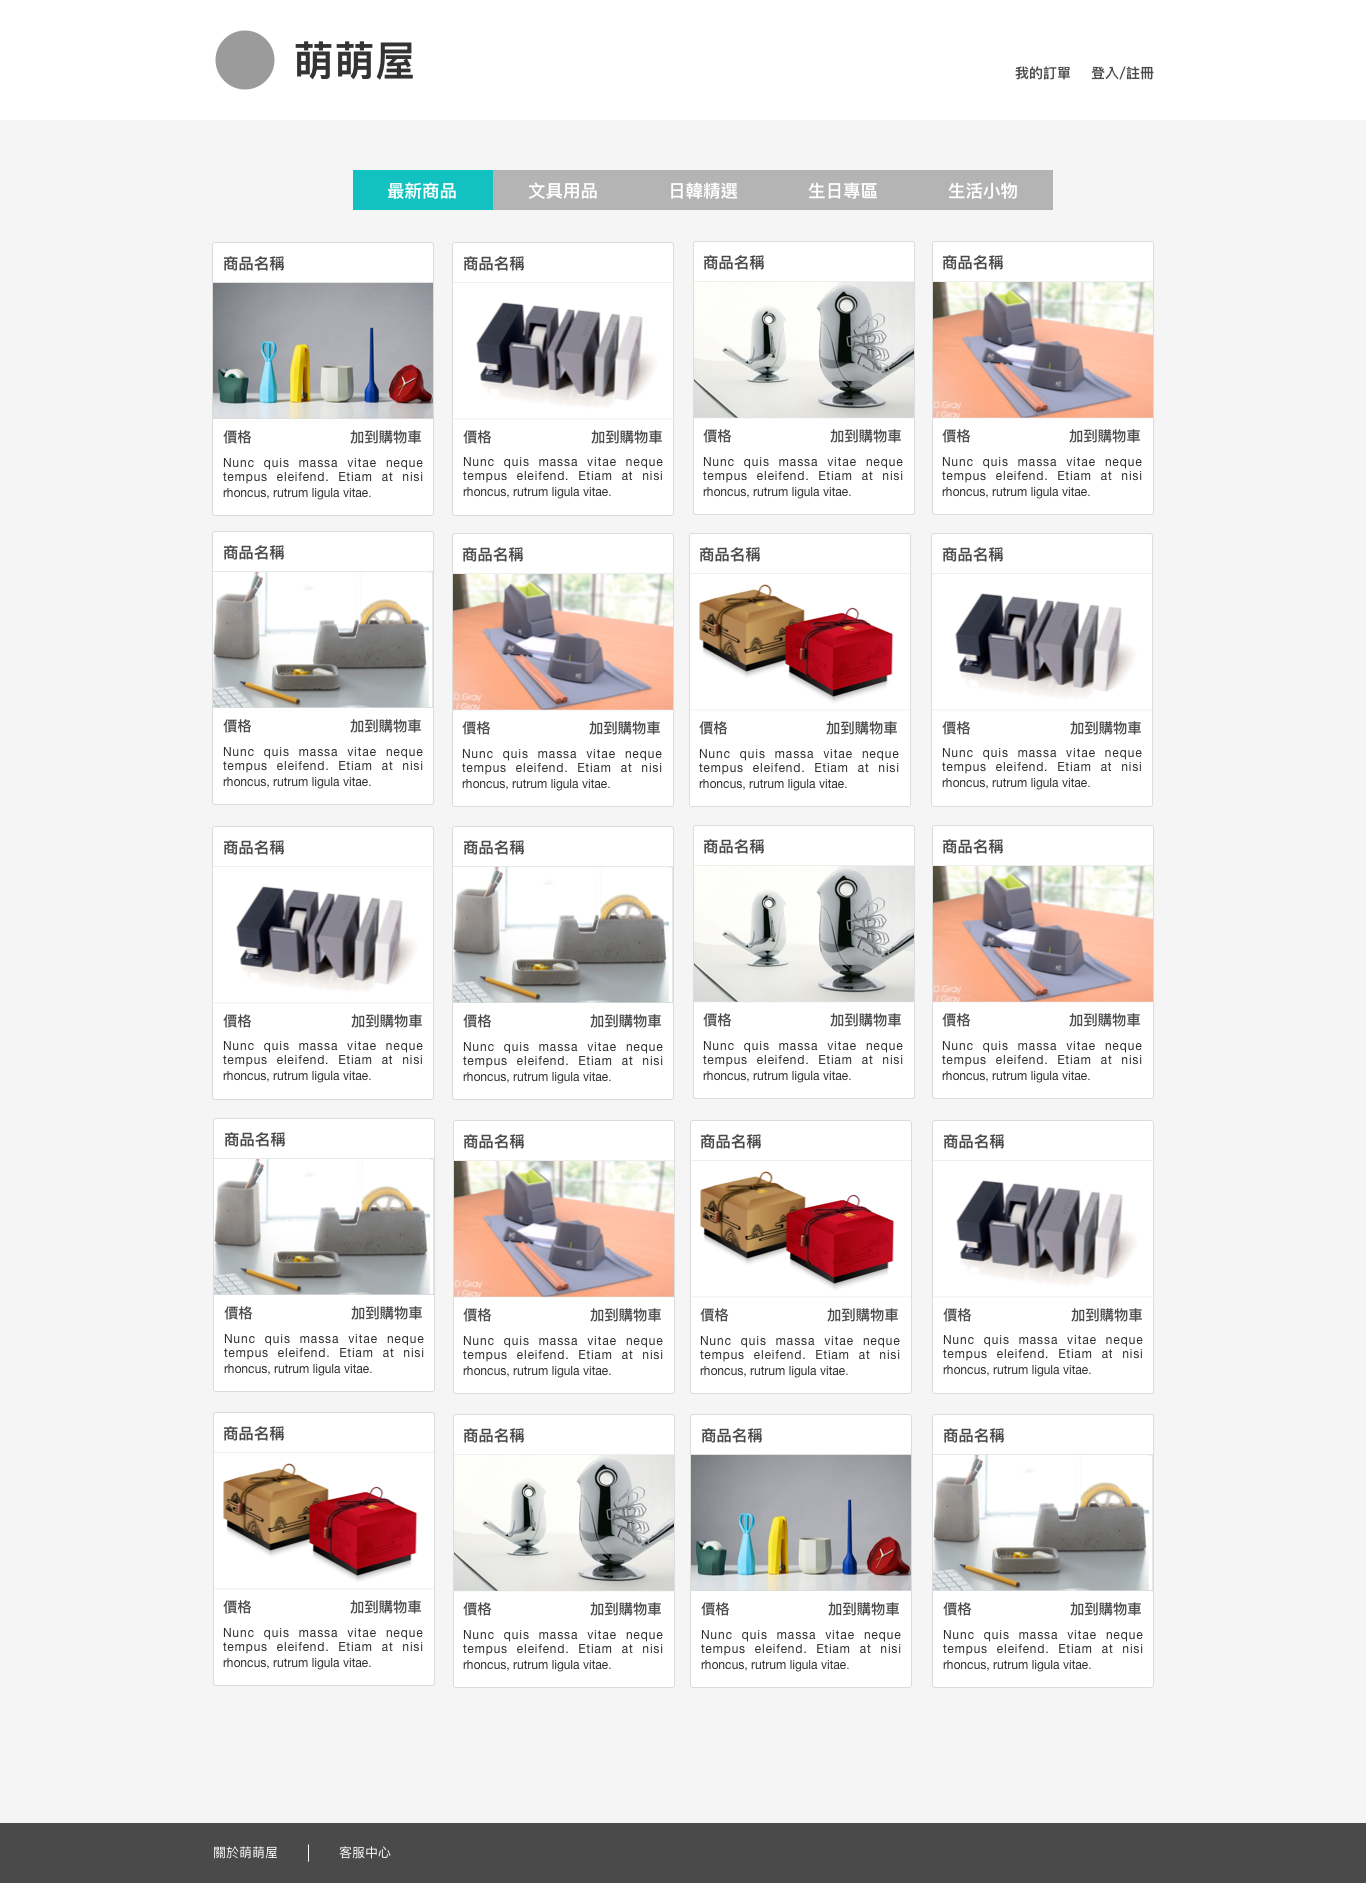 萌萌屋
我的訂單 登入/註冊
最新商品 文具用品 日韓精選 生日專區 生活小物
商品名稱
價格 加到購物車
Nunc quis massa vitae neque
tempus eleifend. Etiam at nisi
rhoncus, rutrum ligula vitae.
商品名稱
價格 加到購物車
Nunc quis massa vitae neque
tempus eleifend. Etiam at nisi
rhoncus, rutrum ligula vitae.
商品名稱
價格 加到購物車
Nunc quis massa vitae neque
tempus eleifend. Etiam at nisi
rhoncus, rutrum ligula vitae.
商品名稱
D.Gray
/ Gray
價格 加到購物車
Nunc quis massa vitae neque
tempus eleifend. Etiam at nisi
rhoncus, rutrum ligula vitae.
商品名稱
價格 加到購物車
Nunc quis massa vitae neque
tempus eleifend. Etiam at nisi
rhoncus, rutrum ligula vitae.
商品名稱
D.Gray
/ Gray
價格 加到購物車
Nunc quis massa vitae neque
tempus eleifend. Etiam at nisi
rhoncus, rutrum ligula vitae.
商品名稱
價格 加到購物車
Nunc quis massa vitae neque
tempus eleifend. Etiam at nisi
rhoncus, rutrum ligula vitae.
商品名稱
價格 加到購物車
Nunc quis massa vitae neque
tempus eleifend. Etiam at nisi
rhoncus, rutrum ligula vitae.
商品名稱
價格 加到購物車
Nunc quis massa vitae neque
tempus eleifend. Etiam at nisi
rhoncus, rutrum ligula vitae.
商品名稱
價格 加到購物車
Nunc quis massa vitae neque
tempus eleifend. Etiam at nisi
rhoncus, rutrum ligula vitae.
商品名稱
價格 加到購物車
Nunc quis massa vitae neque
tempus eleifend. Etiam at nisi
rhoncus, rutrum ligula vitae.
商品名稱
D.Gray
/ Gray
價格 加到購物車
Nunc quis massa vitae neque
tempus eleifend. Etiam at nisi
rhoncus, rutrum ligula vitae.
商品名稱
價格 加到購物車
Nunc quis massa vitae neque
tempus eleifend. Etiam at nisi
rhoncus, rutrum ligula vitae.
商品名稱
D.Gray
/ Gray
價格 加到購物車
Nunc quis massa vitae neque
tempus eleifend. Etiam at nisi
rhoncus, rutrum ligula vitae.
商品名稱
價格 加到購物車
Nunc quis massa vitae neque
tempus eleifend. Etiam at nisi
rhoncus, rutrum ligula vitae.
商品名稱
價格 加到購物車
Nunc quis massa vitae neque
tempus eleifend. Etiam at nisi
rhoncus, rutrum ligula vitae.
商品名稱
價格 加到購物車
Nunc quis massa vitae neque
tempus eleifend. Etiam at nisi
rhoncus, rutrum ligula vitae.
商品名稱
價格 加到購物車
Nunc quis massa vitae neque
tempus eleifend. Etiam at nisi
rhoncus, rutrum ligula vitae.
商品名稱
價格 加到購物車
Nunc quis massa vitae neque
tempus eleifend. Etiam at nisi
rhoncus, rutrum ligula vitae.
商品名稱
價格 加到購物車
Nunc quis massa vitae neque
tempus eleifend. Etiam at nisi
rhoncus, rutrum ligula vitae.
關於萌萌屋 | 客服中心